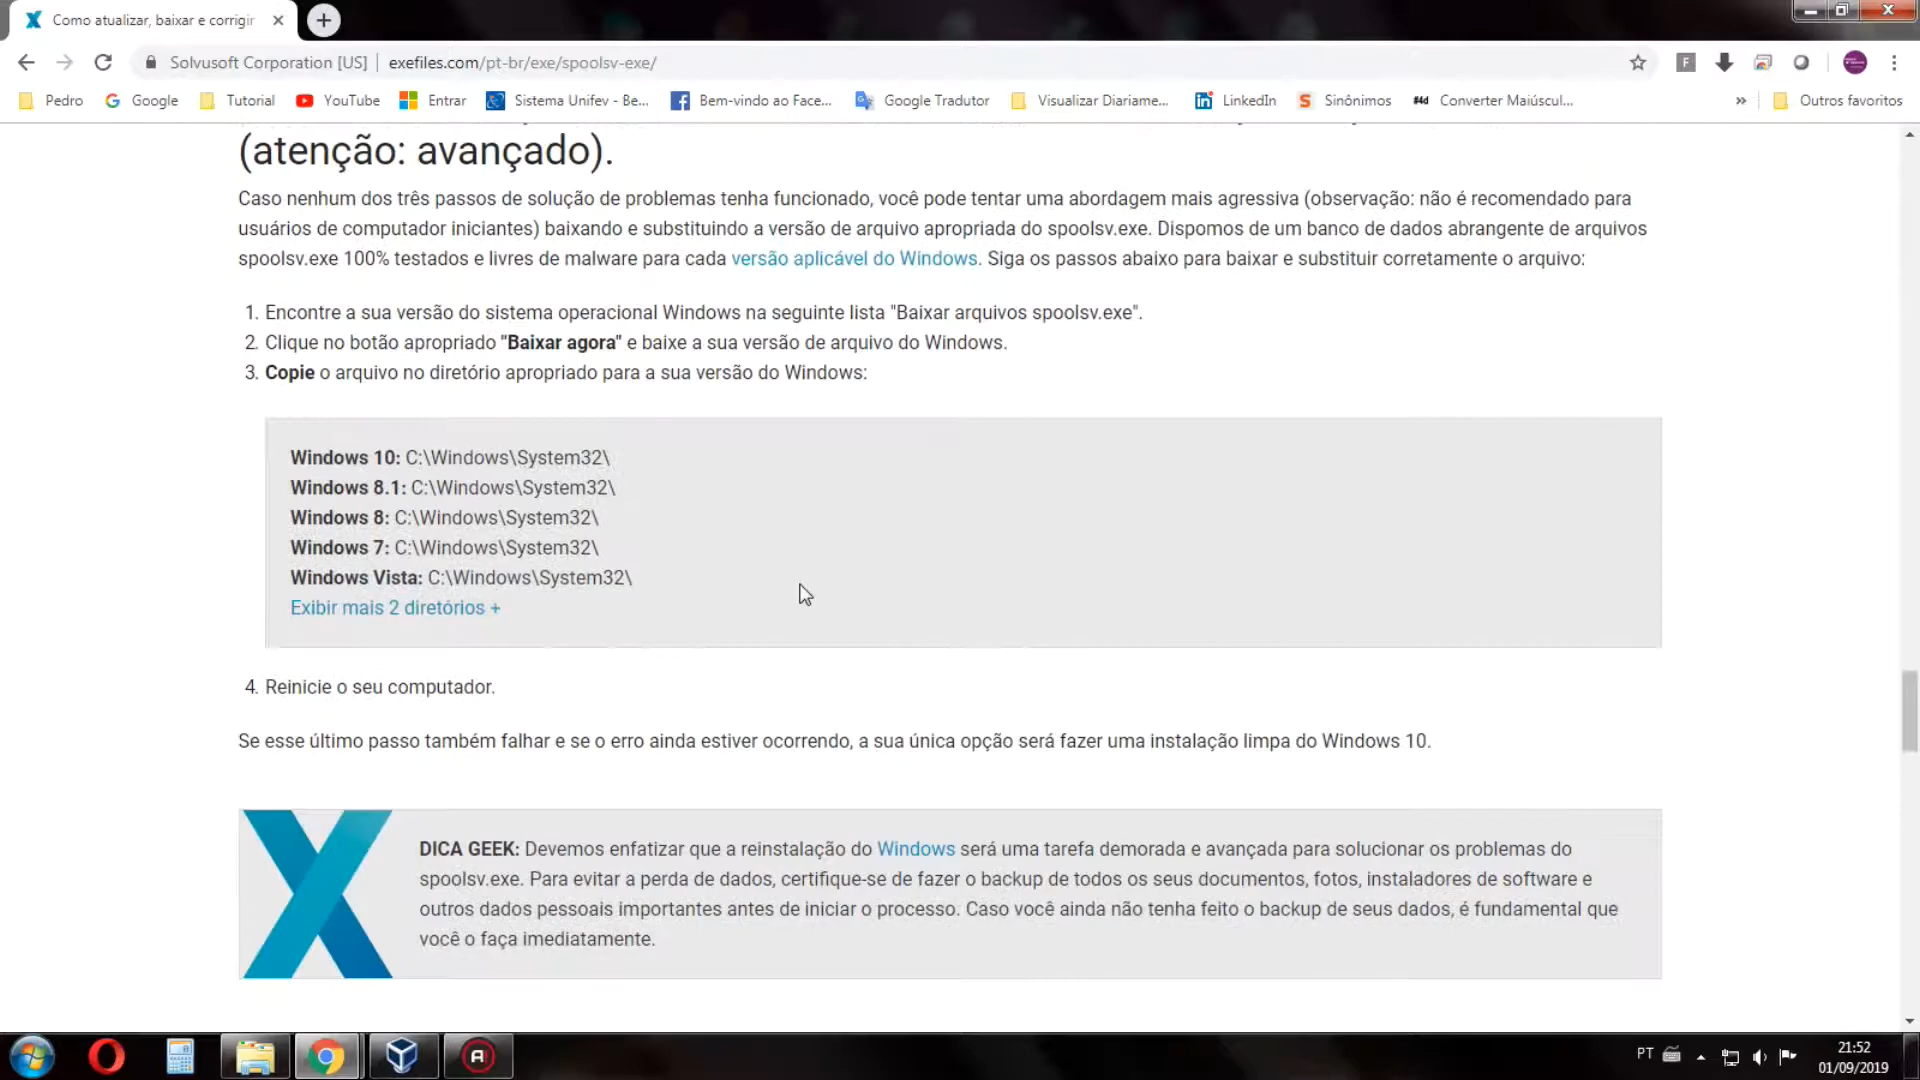 Como atualizar, baixar e corrigir
Solvusoft Corporation [US] | exefiles.com/pt-br/exe/spoolsv-exe/
F
Pedro Google Tutorial YouTube Entrar Sistema Unifev - Be... Bem-vindo ao Face... Google Tradutor Visualizar Diariame... LinkedIn S Sinônimos #4d Converter Maiúscul... » Outros favoritos
(atenção: avançado).
Caso nenhum dos três passos de solução de problemas tenha funcionado, você pode tentar uma abordagem mais agressiva (observação: não é recomendado para
usuários de computador iniciantes) baixando e substituindo a versão de arquivo apropriada do spoolsv.exe. Dispomos de um banco de dados abrangente de arquivos
spoolsv.exe 100% testados e livres de malware para cada versão aplicável do Windows. Siga os passos abaixo para baixar e substituir corretamente o arquivo:
1. Encontre a sua versão do sistema operacional Windows na seguinte lista "Baixar arquivos spoolsv.exe".
2. Clique no botão apropriado "Baixar agora" e baixe a sua versão de arquivo do Windows.
3. Copie o arquivo no diretório apropriado para a sua versão do Windows:
Windows 10: C:\Windows\System32\
Windows 8.1: C:\Windows\System32\
Windows 8: C:\Windows\System32\
Windows 7: C:\Windows\System32\
Windows Vista: C:\Windows\System32\
Exibir mais 2 diretórios +
4. Reinicie o seu computador.
Se esse último passo também falhar e se o erro ainda estiver ocorrendo, a sua única opção será fazer uma instalação limpa do Windows 10.
DICA GEEK: Devemos enfatizar que a reinstalação do Windows será uma tarefa demorada e avançada para solucionar os problemas do
spoolsv.exe. Para evitar a perda de dados, certifique-se de fazer o backup de todos os seus documentos, fotos, instaladores de software e
outros dados pessoais importantes antes de iniciar o processo. Caso você ainda não tenha feito o backup de seus dados, é fundamental que
você o faça imediatamente.
PT
21:52
01/09/2019